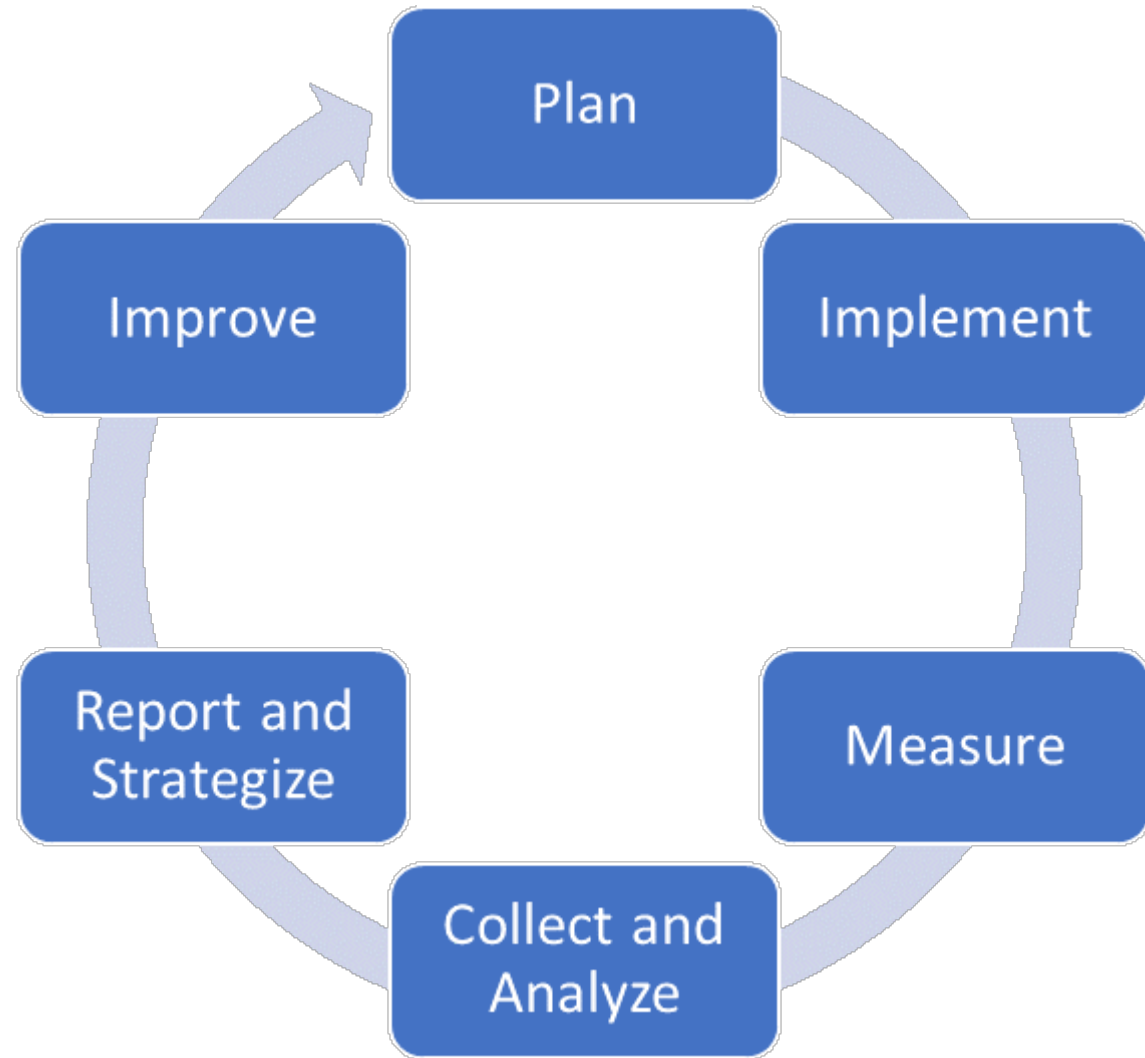 Plan
Implement
Measure
Collect and
Analyze
Report and
Strategize
Improve